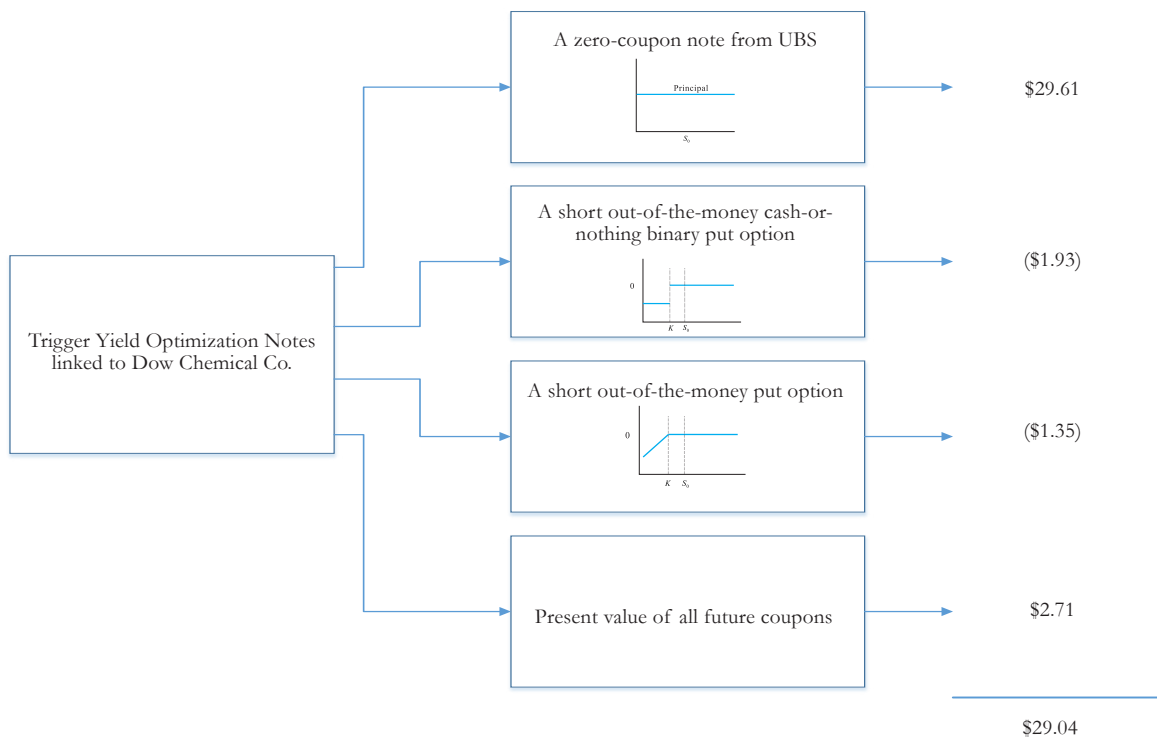 A zero-coupon note from UBS
Principal
S₀
$29.61
A short out-of-the-money cash-or-
nothing binary put option
0
K S₀
($1.93)
Trigger Yield Optimization Notes
linked to Dow Chemical Co.
A short out-of-the-money put option
0
K S₀
($1.35)
Present value of all future coupons
$2.71
$29.04